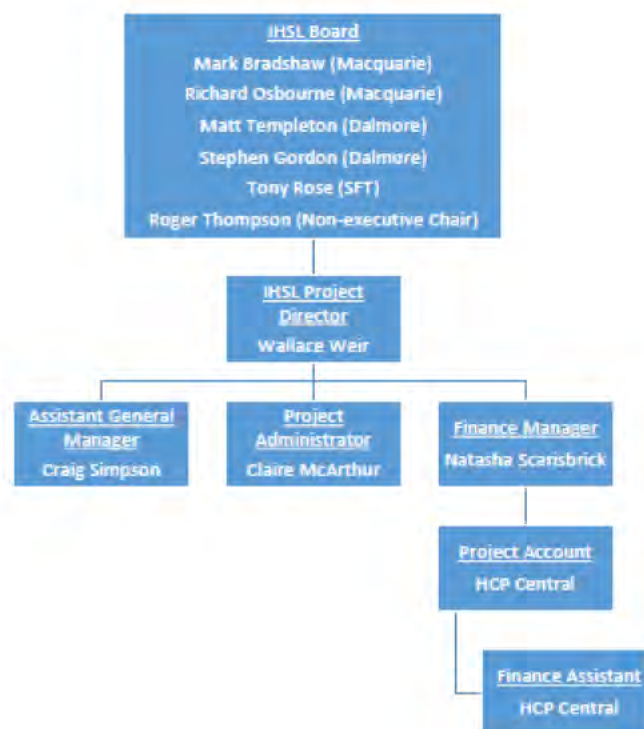 IHSL Board
Mark Bradshaw (Macquarie)
Richard Osbourne (Macquarie)
Matt Templeton (Dalmore)
Stephen Gordon (Dalmore)
Tony Rose (SFT)
Roger Thompson (Non-executive Chair)
IHSL Project
Director
Wallace Weir
Assistant General
Manager
Craig Simpson
Project
Administrator
Claire McArthur
Finance Manager
Natasha Scarisbrick
Project Account
HCP Central
Finance Assistant
HCP Central